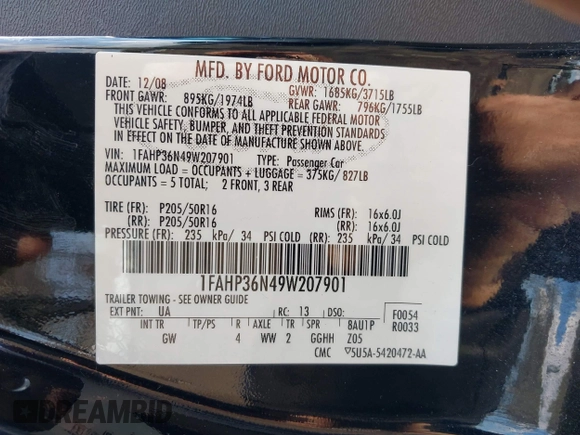 MFD. BY FORD MOTOR CO.
DATE: 12/08 GVWR: 1685KG/3715LB
FRONT GAWR: 895KG/1974LB REAR GAWR: 796KG/1755LB
THIS VEHICLE CONFORMS TO ALL APPLICABLE FEDERAL MOTOR
VEHICLE SAFETY, BUMPER, AND THEFT PREVENTION STANDARDS
IN EFFECT ON THE DATE OF MANUFACTURE SHOWN ABOVE.
VIN: 1FAHP36N49W207901 TYPE: Passenger Car
MAXIMUM LOAD = OCCUPANTS + LUGGAGE = 375KG/ 827LB
OCCUPANTS = 5 TOTAL; 2 FRONT, 3 REAR
TIRE (FR): P205/50R16 RIMS (FR): 16x6.0J
(RR): P205/50R16 (RR): 16x6.0J
PRESSURE (FR): 235 kPa/ 34 PSI COLD (RR): 235 kPa/ 34 PSI COLD
1FAHP36N49W207901
TRAILER TOWING - SEE OWNER GUIDE
EXT PNT: UA RC: 13 DSO: F0054
R0033
INT TR TP/PS R AXLE TR SPR 8AU1P
GW 4 WW 2 GGHH Z05
CMC 5U5A-5420472-AA
DREAMBID